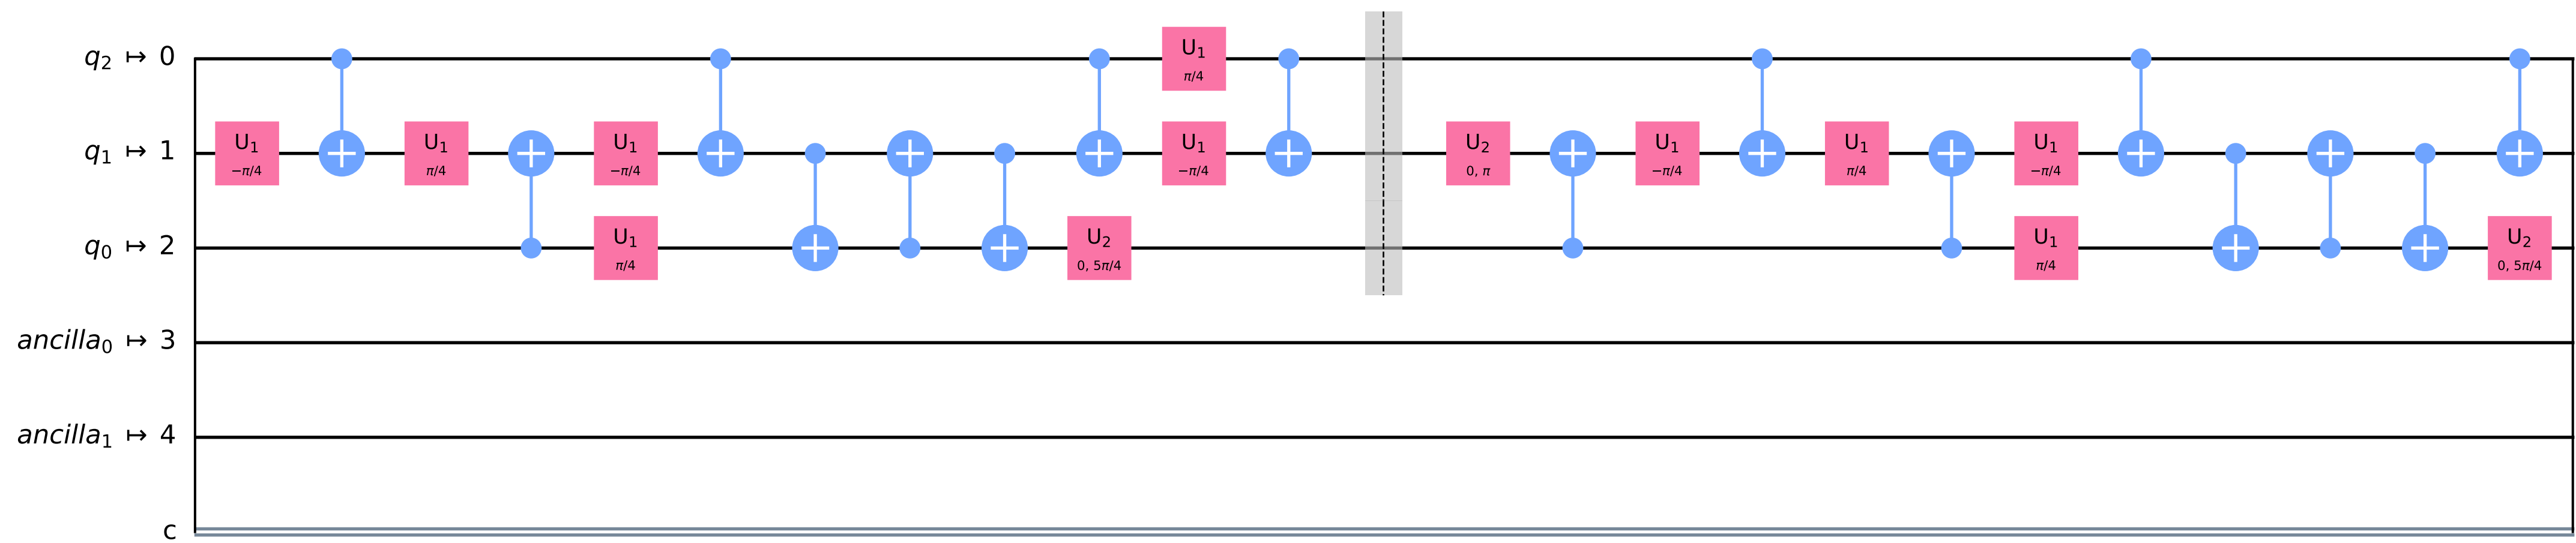 q₂ ↦ 0
U₁
π/4
q₁ ↦ 1
U₁
−π/4
U₁
π/4
U₁
−π/4
U₁
−π/4
U₂
0, π
U₁
−π/4
U₁
π/4
U₁
−π/4
q₀ ↦ 2
U₁
π/4
U₂
0, 5π/4
U₁
π/4
U₂
0, 5π/4
ancilla₀ ↦ 3
ancilla₁ ↦ 4
c